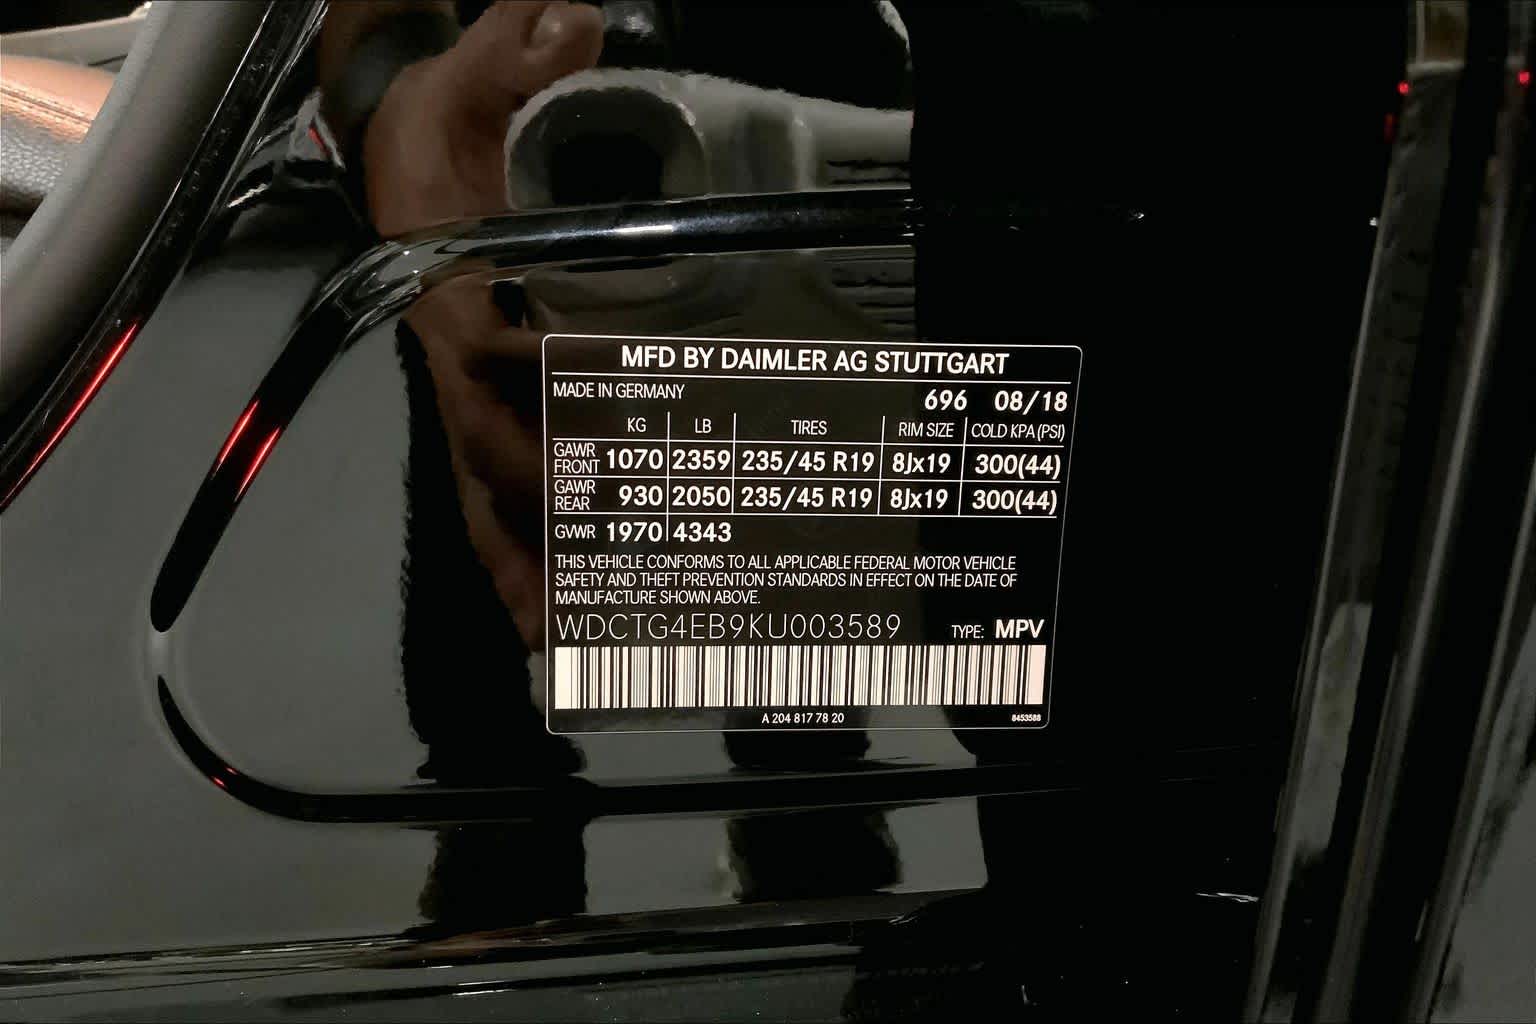 MFD BY DAIMLER AG STUTTGART
MADE IN GERMANY 696 08/18
KG LB TIRES RIM SIZE COLD KPA (PSI)
GAWR FRONT 1070 2359 235/45 R19 8Jx19 300(44)
GAWR REAR 930 2050 235/45 R19 8Jx19 300(44)
GVWR 1970 4343
THIS VEHICLE CONFORMS TO ALL APPLICABLE FEDERAL MOTOR VEHICLE
SAFETY AND THEFT PREVENTION STANDARDS IN EFFECT ON THE DATE OF
MANUFACTURE SHOWN ABOVE.
WDCTG4EB9KU003589 TYPE: MPV
A 204 817 78 20 8453588